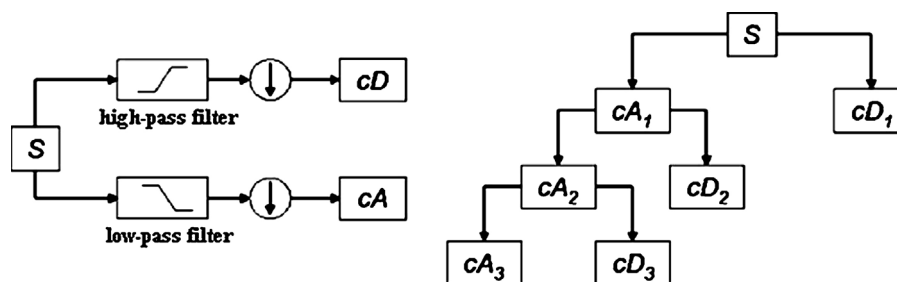 S
high-pass filter
cD
low-pass filter
cA
S
cA₁
cD₁
cA₂
cD₂
cA₃
cD₃